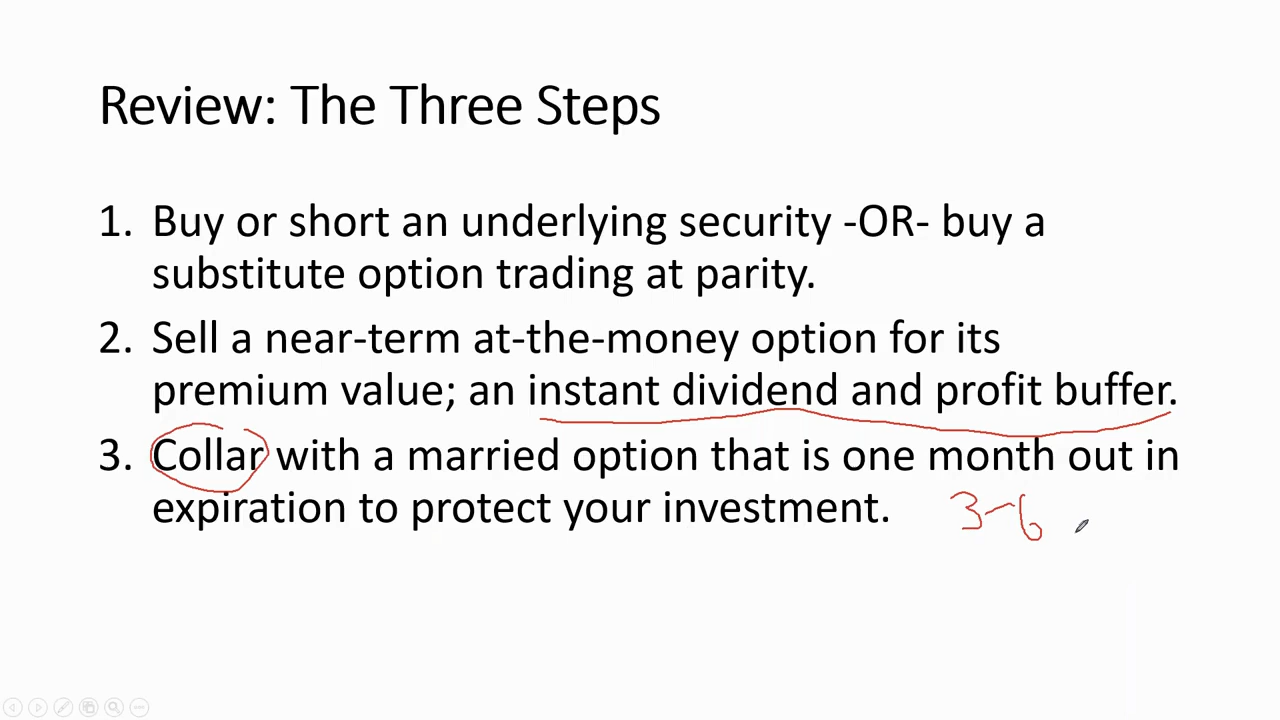 Review: The Three Steps
1. Buy or short an underlying security -OR- buy a
substitute option trading at parity.
2. Sell a near-term at-the-money option for its
premium value; an instant dividend and profit buffer.
3. Collar with a married option that is one month out in
expiration to protect your investment. 3-6